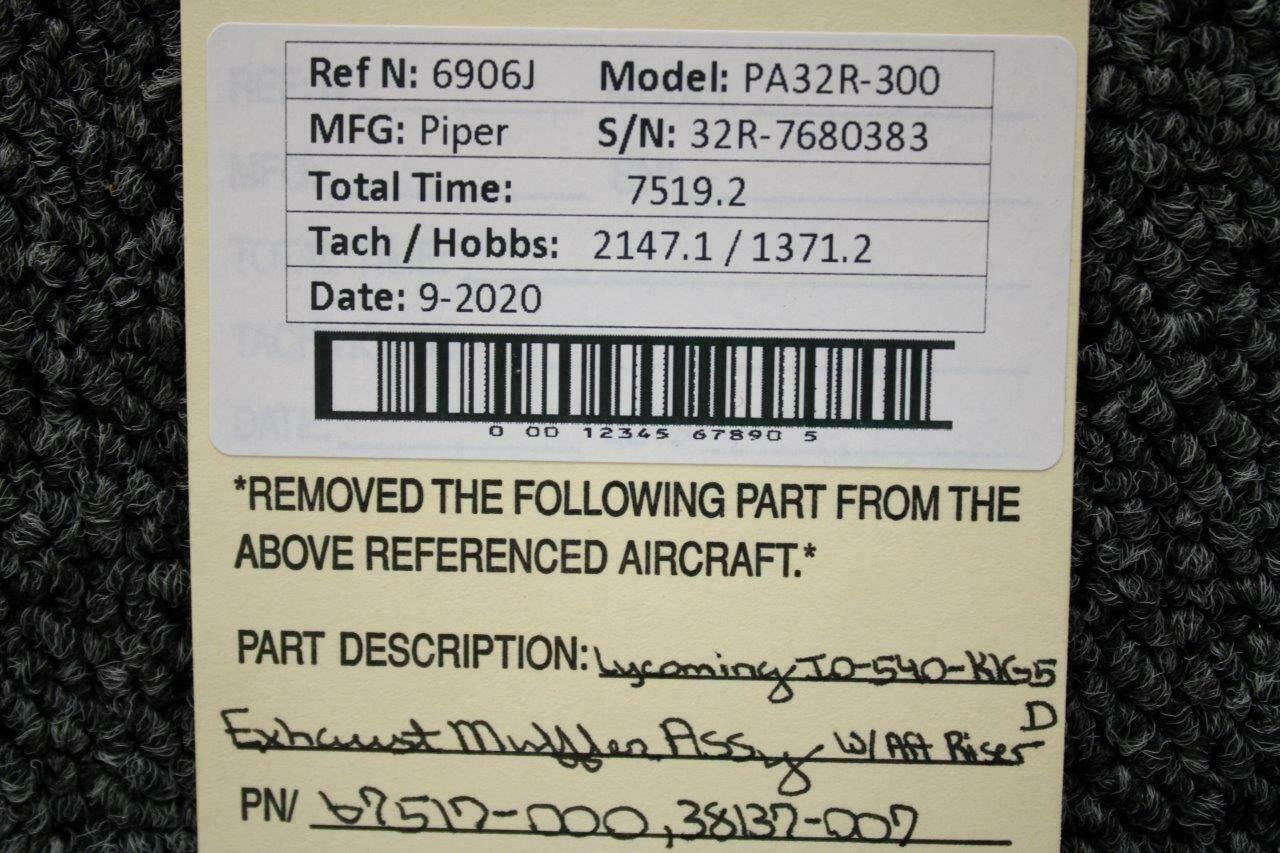 Ref N: 6906J Model: PA32R-300
MFG: Piper S/N: 32R-7680383
Total Time: 7519.2
Tach / Hobbs: 2147.1 / 1371.2
Date: 9-2020
0 00 12345 67890 5
*REMOVED THE FOLLOWING PART FROM THE
ABOVE REFERENCED AIRCRAFT.*
PART DESCRIPTION: Lycoming IO-540-K1G5
D
Exhaust Muffler Assy W/ Aft Riser
PN/ 67517-000, 38137-007